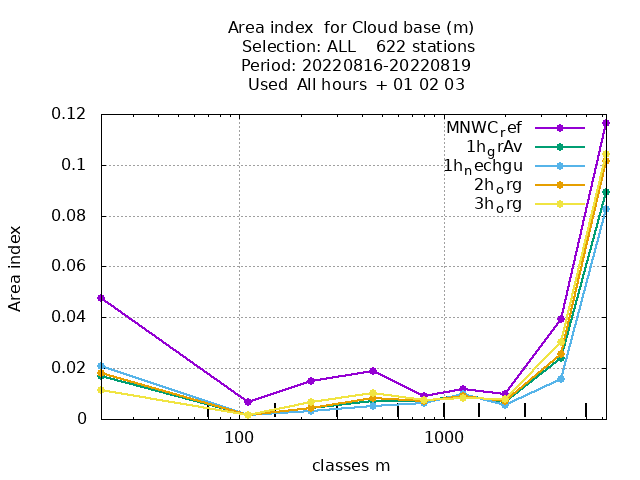 Area index  for Cloud base (m)
Selection: ALL    622 stations
Period: 20220816-20220819
Used  All hours  + 01 02 03
0.12
0.1
0.08
0.06
0.04
0.02
0
Area index
MNWC_ref
1h_grAv
1h_nechgu
2h_org
3h_org
100
1000
classes m